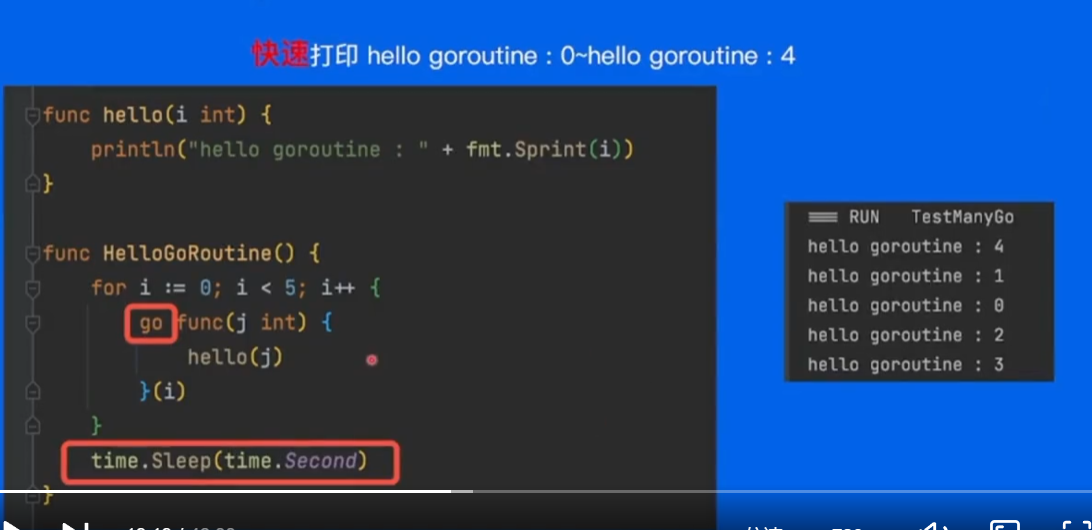 快速打印 hello goroutine : 0~hello goroutine : 4
func hello(i int) {
println("hello goroutine : " + fmt.Sprint(i))
}
func HelloGoRoutine() {
for i := 0; i < 5; i++ {
go func(j int) {
hello(j)
}(i)
}
time.Sleep(time.Second)
}
=== RUN   TestManyGo
hello goroutine : 4
hello goroutine : 1
hello goroutine : 0
hello goroutine : 2
hello goroutine : 3